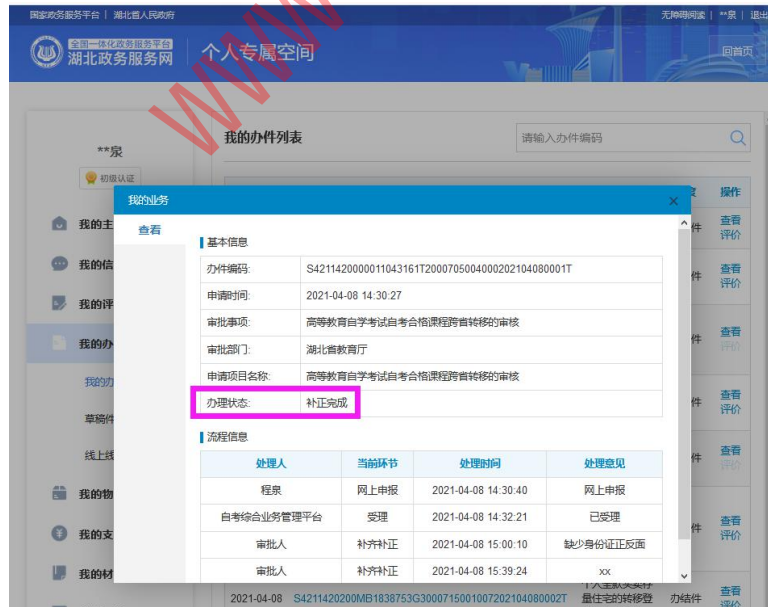 国家政务服务平台 | 湖北省人民政府
无障碍阅读 | **泉 | 退出
全国一体化政务服务平台
湖北政务服务网
个人专属空间
回首页
WWW
**泉
初级认证
我的办件列表
请输入办件编码
操作
我的业务
×
我的主
我的信
我的评
我的办
我的办
草稿件
线上线
我的物
我的支
我的材
查看
基本信息
办件编码: S4211420000011043161T2000705004000202104080001T
申请时间: 2021-04-08 14:30:27
审批事项: 高等教育自学考试自考合格课程跨省转移的审核
审批部门: 湖北省教育厅
申请项目名称: 高等教育自学考试自考合格课程跨省转移的审核
办理状态: 补正完成
流程信息
处理人 当前环节 处理时间 处理意见
程泉 网上申报 2021-04-08 14:30:40 网上申报
自考综合业务管理平台 受理 2021-04-08 14:32:21 已受理
审批人 补齐补正 2021-04-08 15:00:10 缺少身份证正反面
审批人 补齐补正 2021-04-08 15:39:24 xx
件 查看
评价
件 查看
评价
件 查看
评价
件 查看
评价
件 查看
评价
件 查看
评价
2021-04-08 S4211420200MB1838753G3000715001007202104080002T 量住宅的转移登 办结件 查看
评价